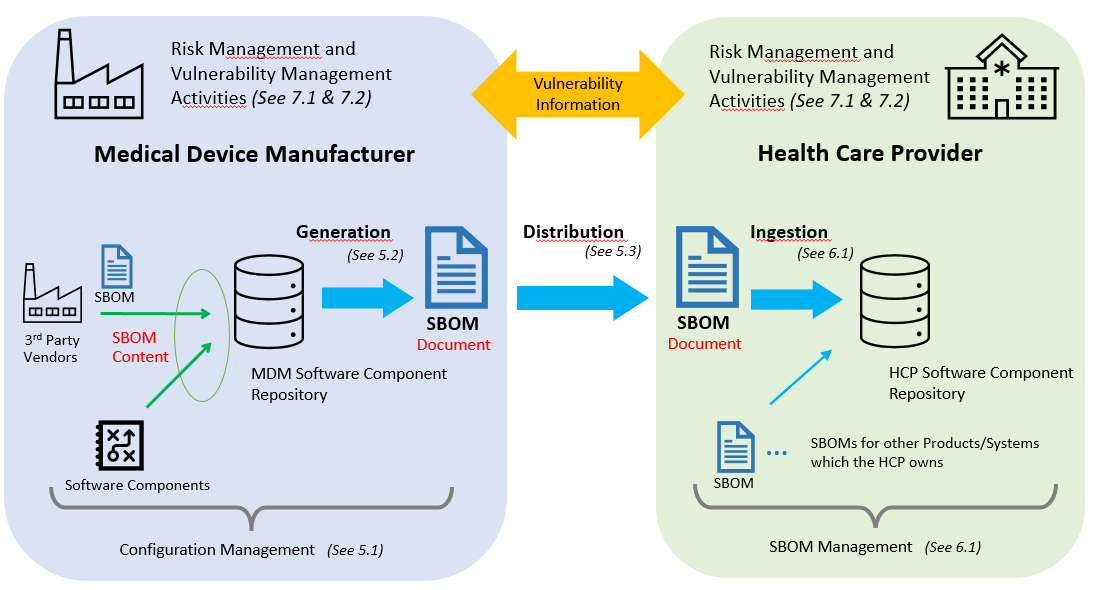 Risk Management and
Vulnerability Management
Activities (See 7.1 & 7.2)
Medical Device Manufacturer
Vulnerability
Information
Risk Management and
Vulnerability Management
Activities (See 7.1 & 7.2)
Health Care Provider
SBOM
3rd Party
Vendors
SBOM
Content
Software Components
MDM Software Component
Repository
Generation
(See 5.2)
SBOM
Document
Configuration Management (See 5.1)
Distribution
(See 5.3)
SBOM
Document
Ingestion
(See 6.1)
HCP Software Component
Repository
SBOM
...
SBOMs for other Products/Systems
which the HCP owns
SBOM Management (See 6.1)